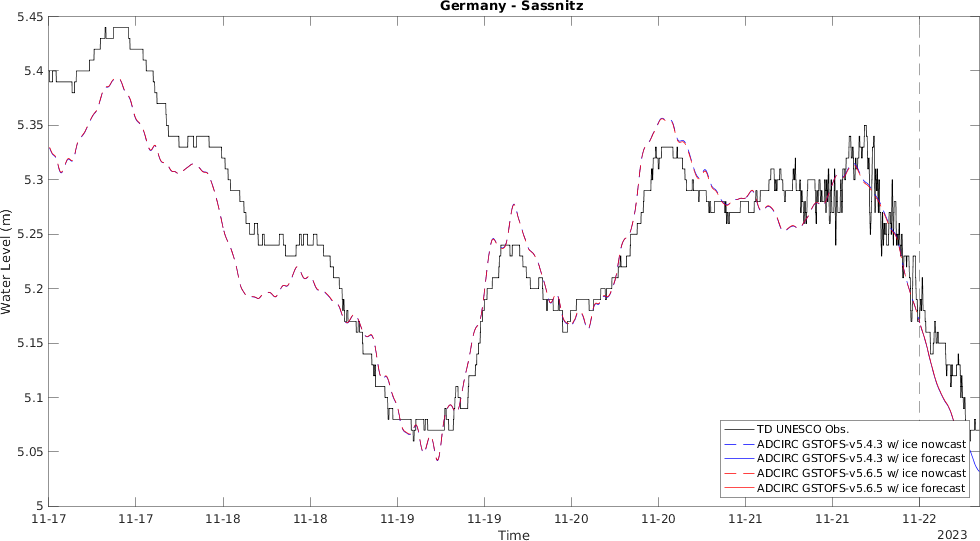 Germany - Sassnitz
5.45
5.4
5.35
5.3
5.25
5.2
5.15
5.1
5.05
5
Water Level (m)
TD UNESCO Obs.
ADCIRC GSTOFS-v5.4.3 w/ ice nowcast
ADCIRC GSTOFS-v5.4.3 w/ ice forecast
ADCIRC GSTOFS-v5.6.5 w/ ice nowcast
ADCIRC GSTOFS-v5.6.5 w/ ice forecast
11-17 11-17 11-18 11-18 11-19 11-19 11-20 11-20 11-21 11-21 11-22
Time
2023